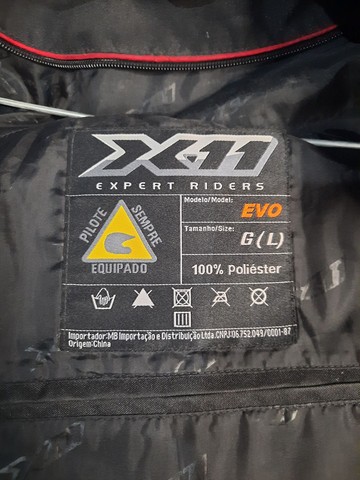 X11
EXPERT RIDERS
PILOTE SEMPRE
EQUIPADO
Modelo/Model: EVO
Tamanho/Size: G(L)
100% Poliéster
Importador:MB Importação e Distribuição Ltda.CNPJ:06.752.049/0001-87
Origem:China